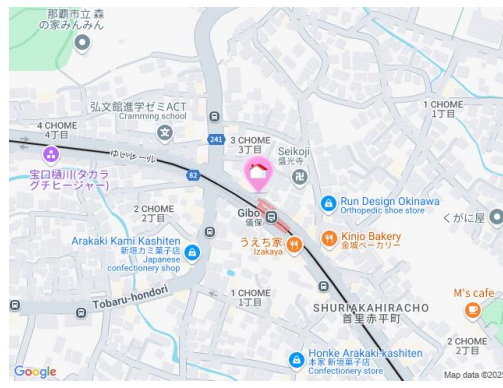 那覇市立 森
の家みんみん
弘文館進学ゼミACT
Cramming school
1 CHOME
1丁目
4 CHOME
4丁目
241
3 CHOME
3丁目
Seikoji
盛光寺
ゆいレール
宝口樋川(タカラ
グチヒージャー)
82
Run Design Okinawa
Orthopedic shoe store
くがに屋
2 CHOME
2丁目
Gibo
儀保
Kinjo Bakery
金城ベーカリー
Arakaki Kami Kashiten
新垣カミ菓子店
Japanese
confectionery shop
うえち家
Izakaya
Tobaru-hondori
1 CHOME
1丁目
SHURIAKAHIRACHO
首里赤平町
M's cafe
2 CHOME
2丁目
Honke Arakaki-kashiten
本家 新垣菓子店
Confectionery store
Google
Map data ©202